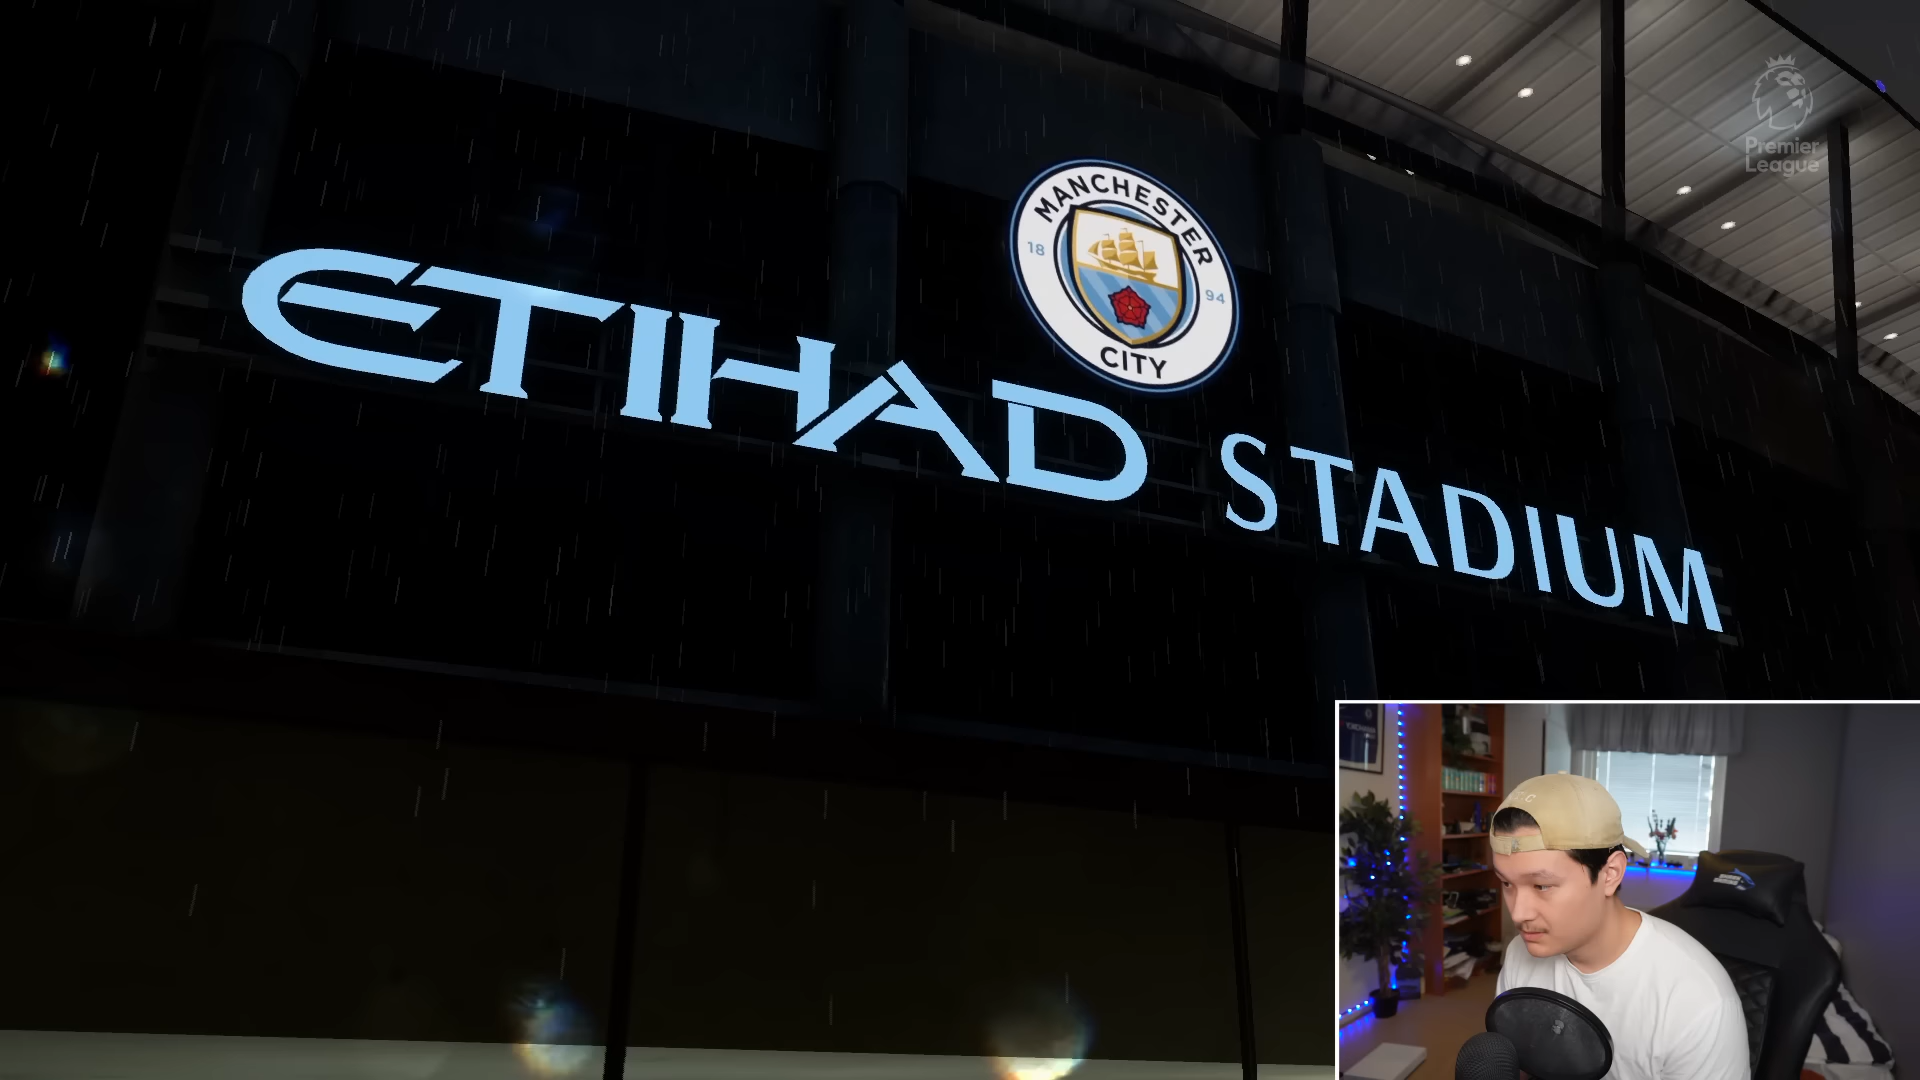 Premier
League
MANCHESTER
18
94
CITY
ETIHAD STADIUM